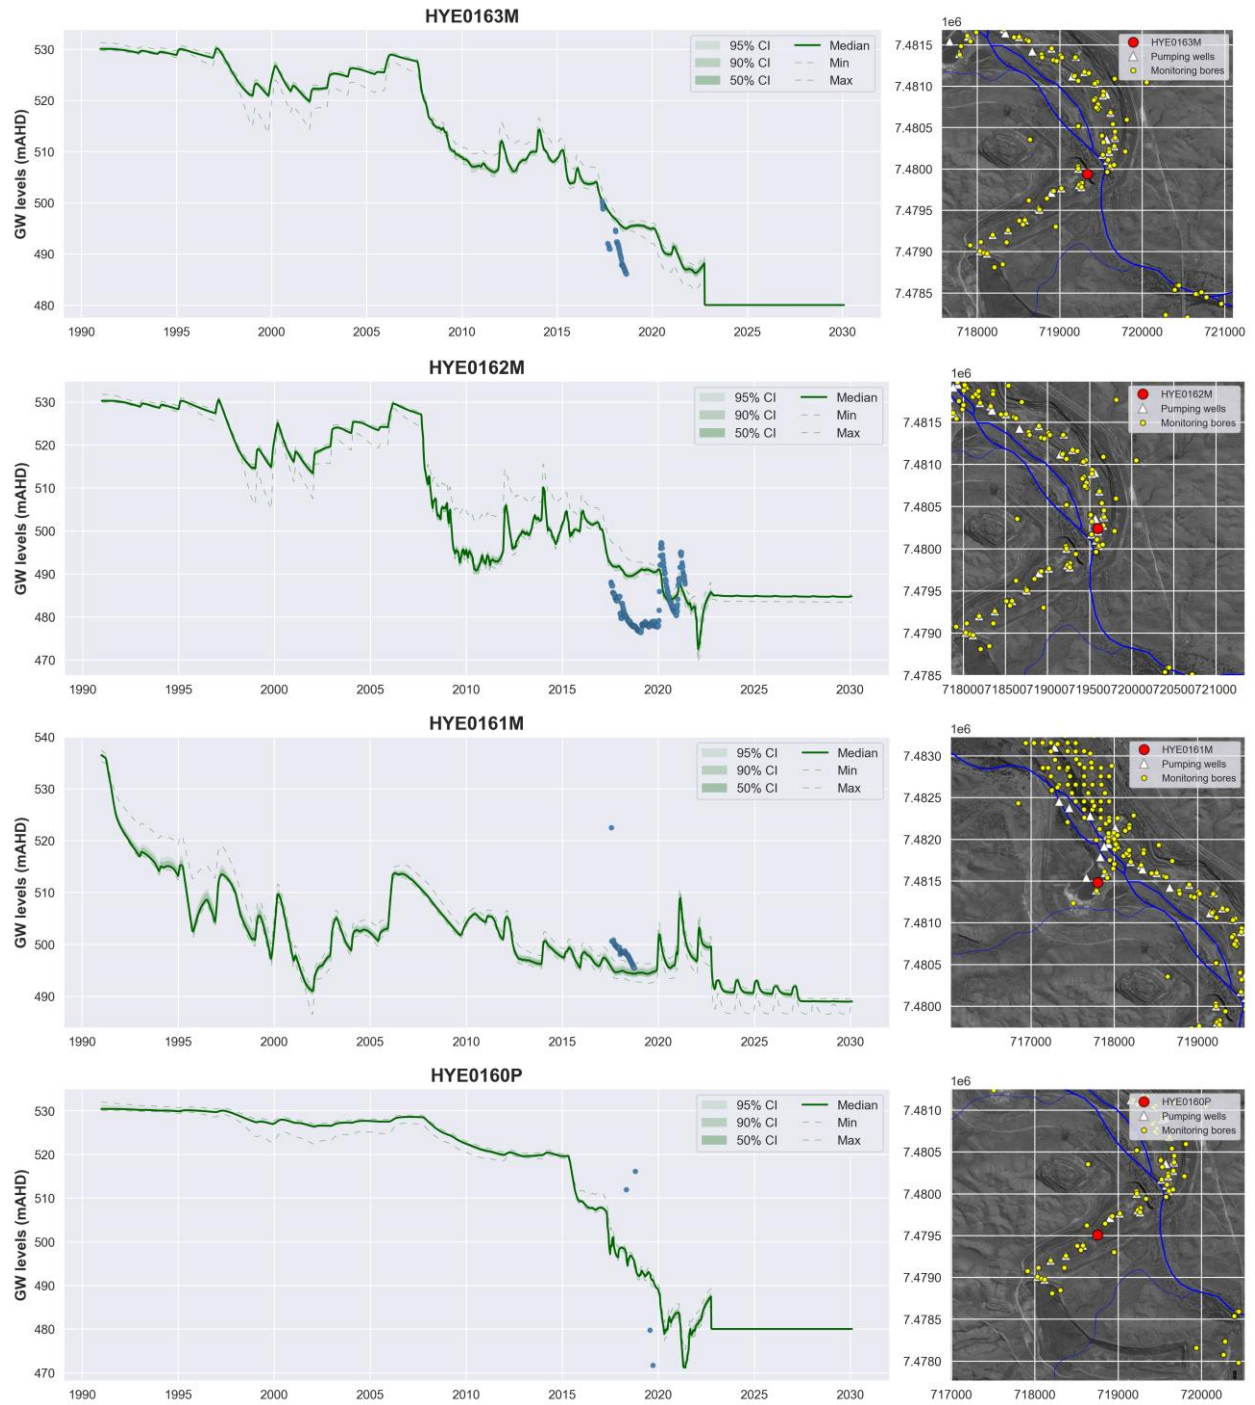 HYE0163M
GW levels (mAHD)
530
520
510
500
490
480
1990 1995 2000 2005 2010 2015 2020 2025 2030
95% CI Median
90% CI Min
50% CI Max
1e6
7.4815
7.4810
7.4805
7.4800
7.4795
7.4790
7.4785
718000 719000 720000 721000
HYE0163M
Pumping wells
Monitoring bores
HYE0162M
GW levels (mAHD)
530
520
510
500
490
480
470
1990 1995 2000 2005 2010 2015 2020 2025 2030
95% CI Median
90% CI Min
50% CI Max
1e6
7.4815
7.4810
7.4805
7.4800
7.4795
7.4790
7.4785
718000 718500 719000 719500 720000 720500 721000
HYE0162M
Pumping wells
Monitoring bores
HYE0161M
GW levels (mAHD)
540
530
520
510
500
490
1990 1995 2000 2005 2010 2015 2020 2025 2030
95% CI Median
90% CI Min
50% CI Max
1e6
7.4830
7.4825
7.4820
7.4815
7.4810
7.4805
7.4800
717000 718000 719000
HYE0161M
Pumping wells
Monitoring bores
HYE0160P
GW levels (mAHD)
530
520
510
500
490
480
470
1990 1995 2000 2005 2010 2015 2020 2025 2030
95% CI Median
90% CI Min
50% CI Max
1e6
7.4810
7.4805
7.4800
7.4795
7.4790
7.4785
7.4780
717000 718000 719000 720000
HYE0160P
Pumping wells
Monitoring bores